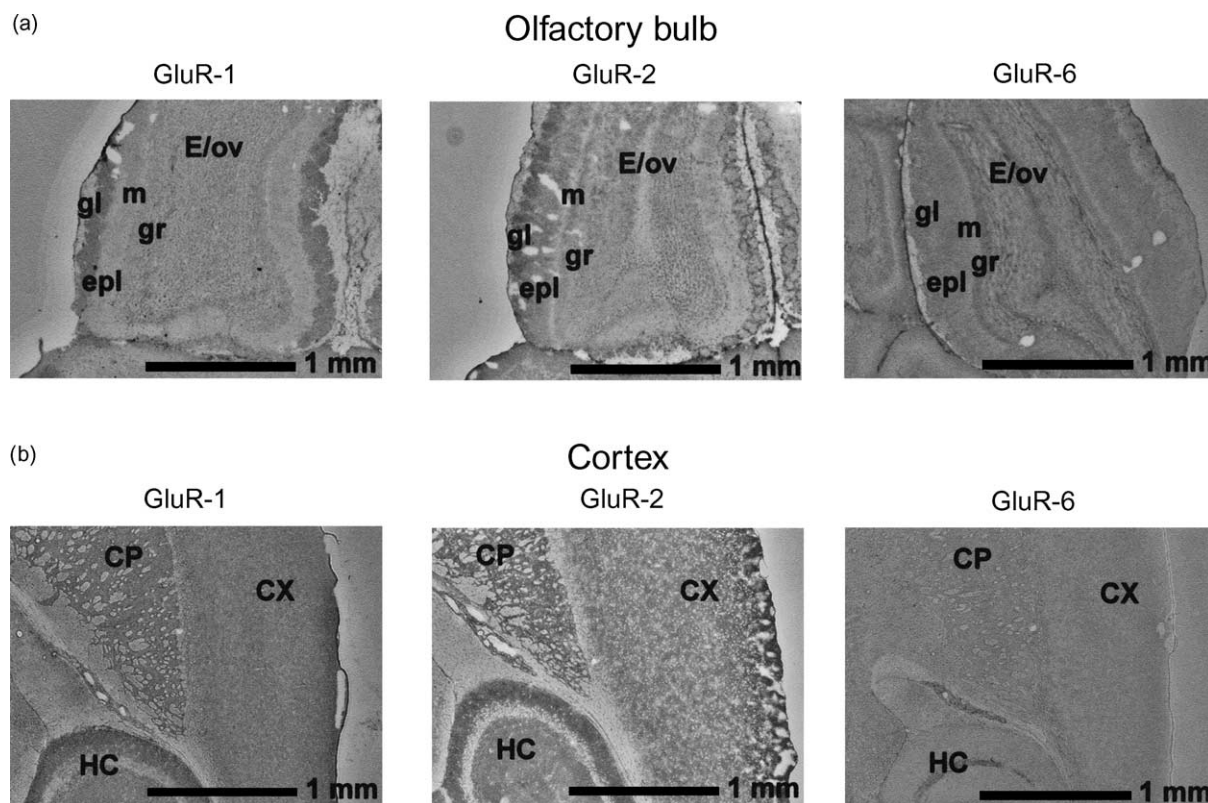 (a)
Olfactory bulb
GluR-1 GluR-2 GluR-6
E/ov
gl
m
gr
epl
1 mm
E/ov
m
gl
gr
epl
1 mm
E/ov
gl
m
gr
epl
1 mm
(b)
Cortex
GluR-1 GluR-2 GluR-6
CP
CX
HC
1 mm
CP
CX
HC
1 mm
CP
CX
HC
1 mm